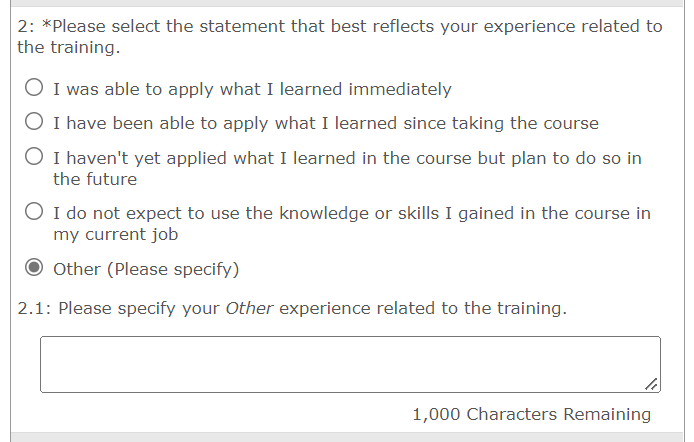 2: *Please select the statement that best reflects your experience related to
the training.
I was able to apply what I learned immediately
I have been able to apply what I learned since taking the course
I haven't yet applied what I learned in the course but plan to do so in
the future
I do not expect to use the knowledge or skills I gained in the course in
my current job
Other (Please specify)
2.1: Please specify your Other experience related to the training.
1,000 Characters Remaining